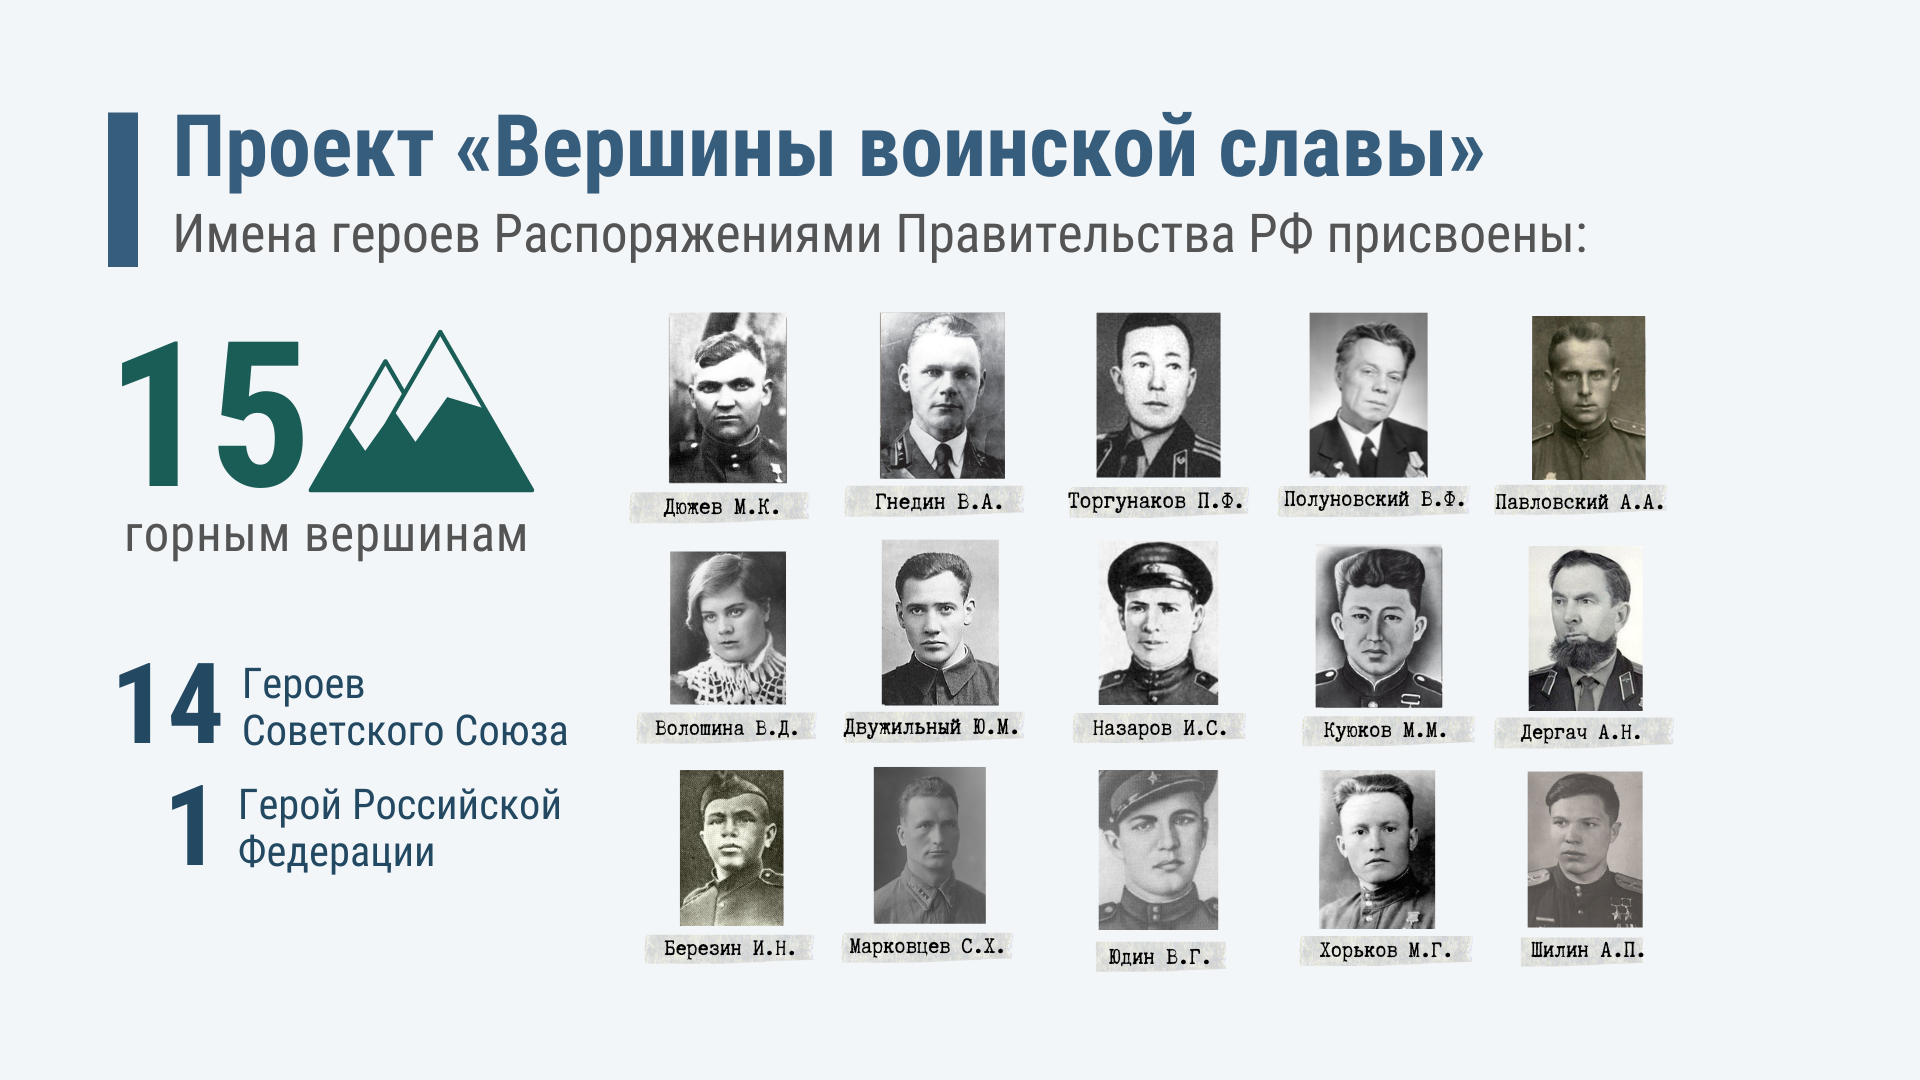 Проект «Вершины воинской славы»
Имена героев Распоряжениями Правительства РФ присвоены:
15
горным вершинам
14 Героев
Советского Союза
1 Герой Российской
Федерации
Дюжев М.К. Гнедин В.А. Торгунаков П.Ф. Полуновский В.Ф. Павловский А.А.
Волошина В.Д. Двужильный Ю.М. Назаров И.С. Куюков М.М. Дергач А.Н.
Березин И.Н. Марковцев С.Х. Юдин В.Г. Хорьков М.Г. Шилин А.П.